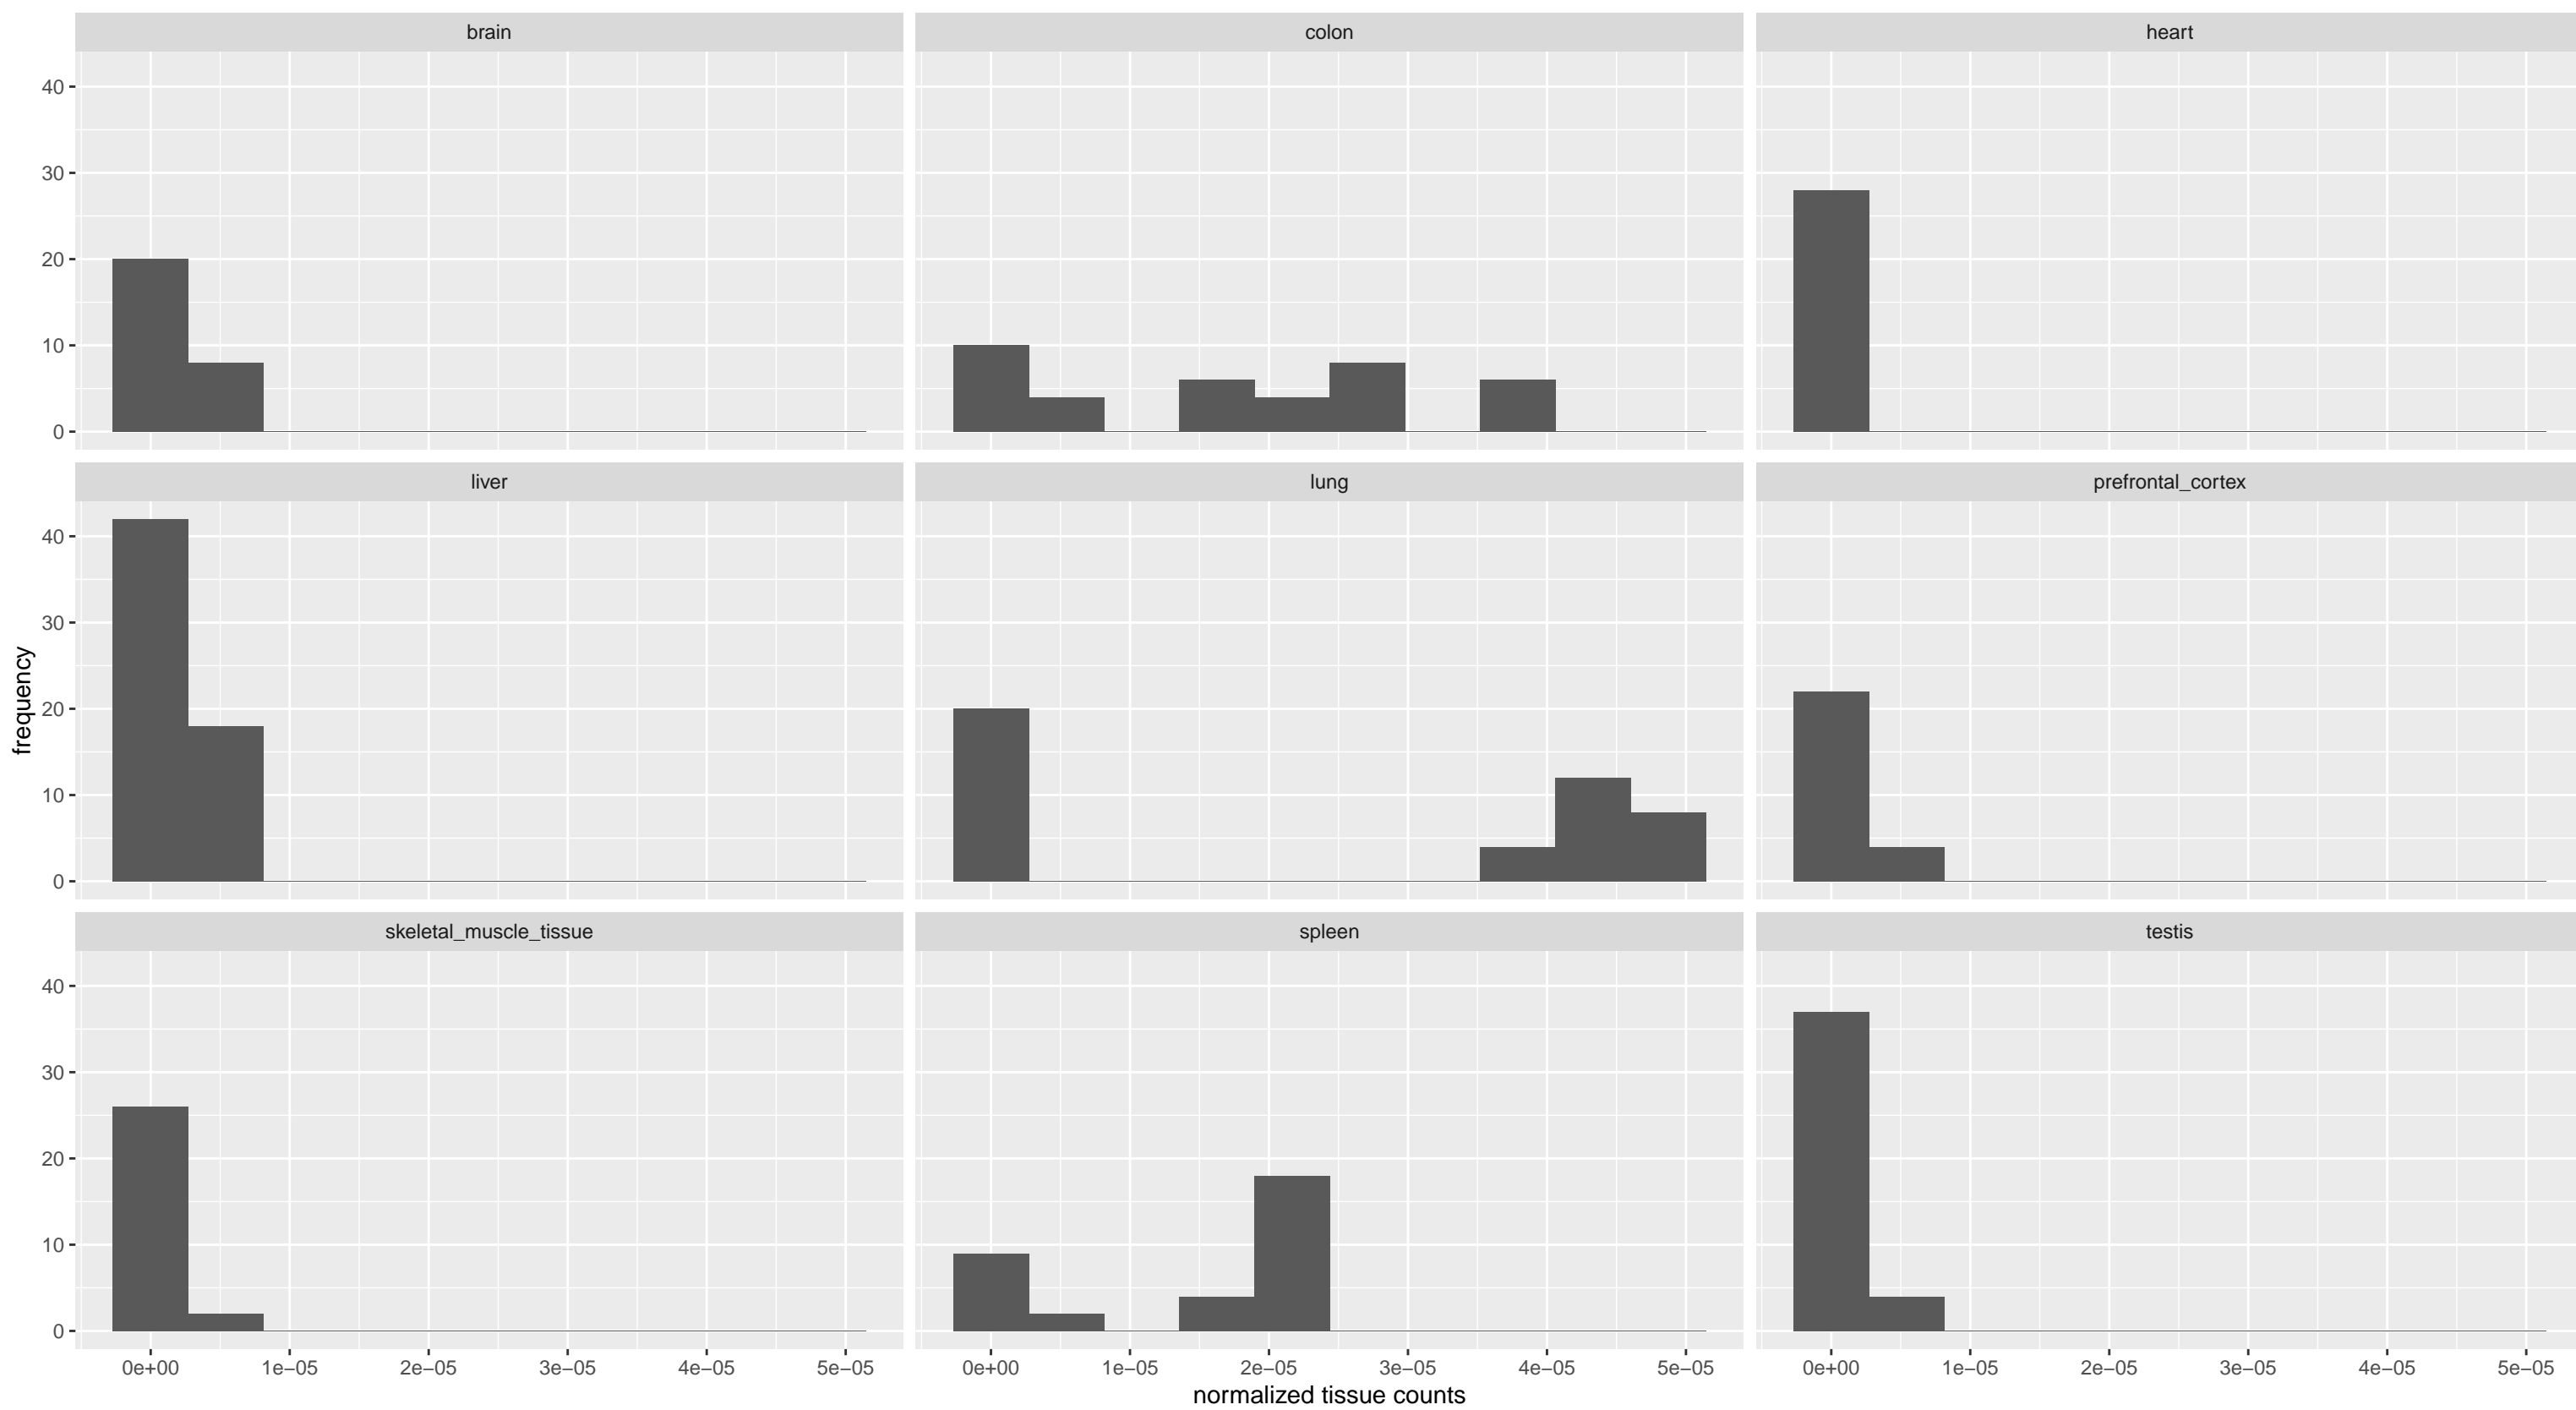 brain
colon
heart
40
30
20
10
0
liver
lung
prefrontal_cortex
40
30
20
10
0
frequency
skeletal_muscle_tissue
spleen
testis
40
30
20
10
0
0e+00 1e−05 2e−05 3e−05 4e−05 5e−05
0e+00 1e−05 2e−05 3e−05 4e−05 5e−05
0e+00 1e−05 2e−05 3e−05 4e−05 5e−05
normalized tissue counts